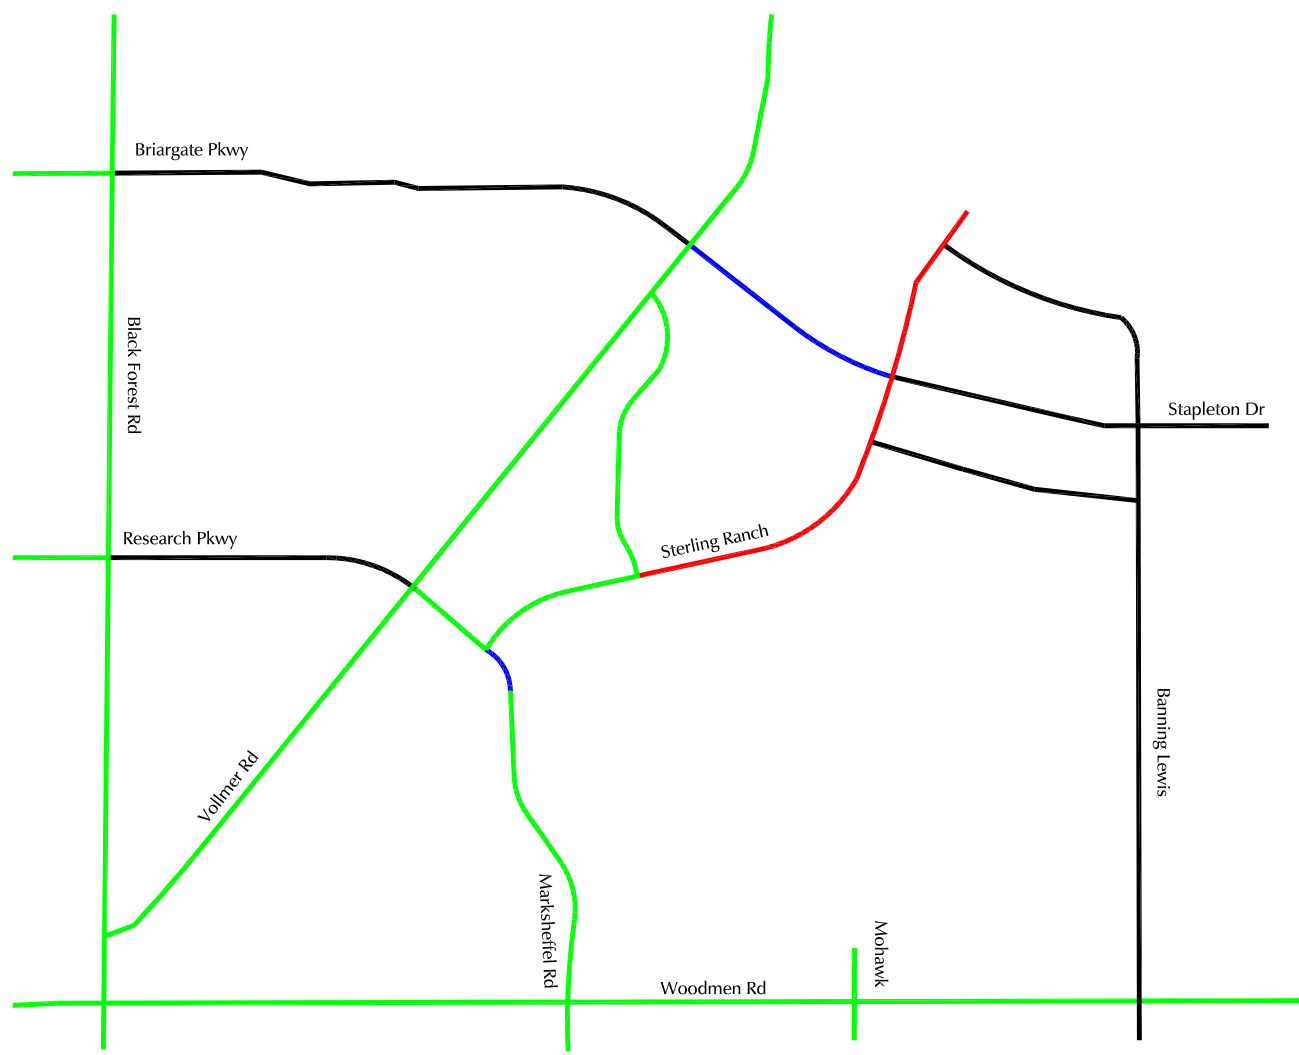 Briargate Pkwy
Black Forest Rd
Stapleton Dr
Research Pkwy
Sterling Ranch
Banning Lewis
Vollmer Rd
Marksheffel Rd
Mohawk
Woodmen Rd